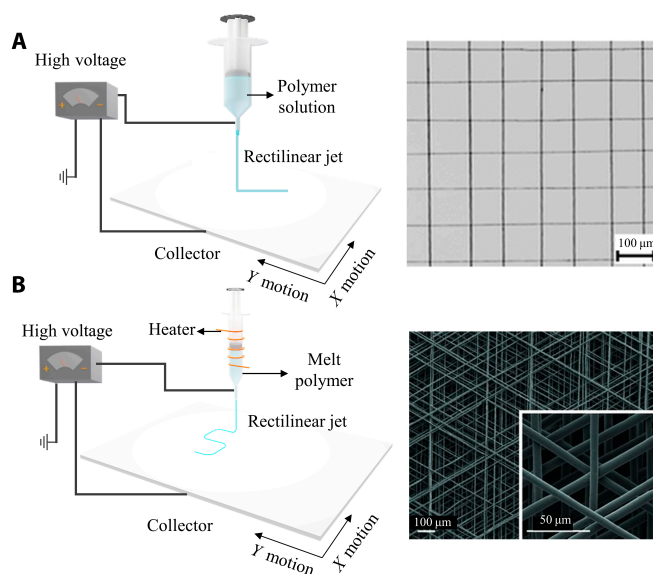 A
High voltage
+
−
Polymer
solution
Rectilinear jet
Collector
Y motion
X motion
100 μm
B
High voltage
+
−
Heater
Melt
polymer
Rectilinear jet
Collector
Y motion
X motion
100 μm
50 μm